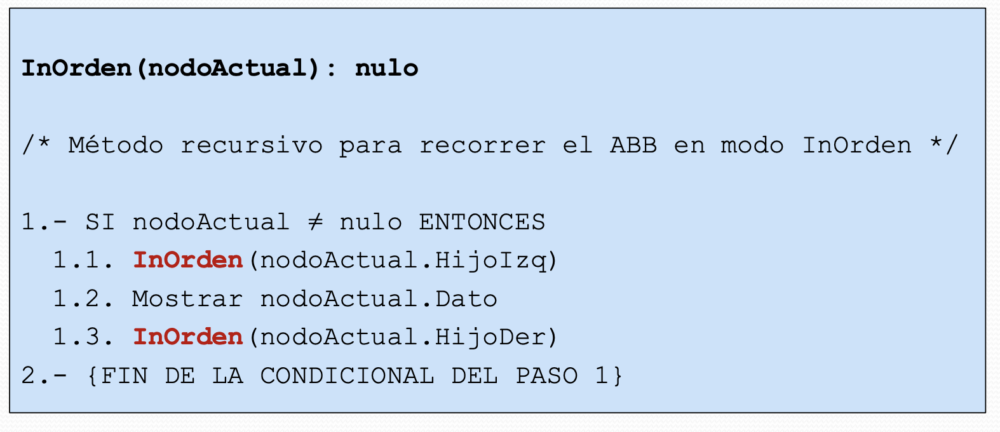 InOrden(nodoActual): nulo
/* Método recursivo para recorrer el ABB en modo InOrden */
1.- SI nodoActual ≠ nulo ENTONCES
1.1. InOrden(nodoActual.HijoIzq)
1.2. Mostrar nodoActual.Dato
1.3. InOrden(nodoActual.HijoDer)
2.- {FIN DE LA CONDICIONAL DEL PASO 1}